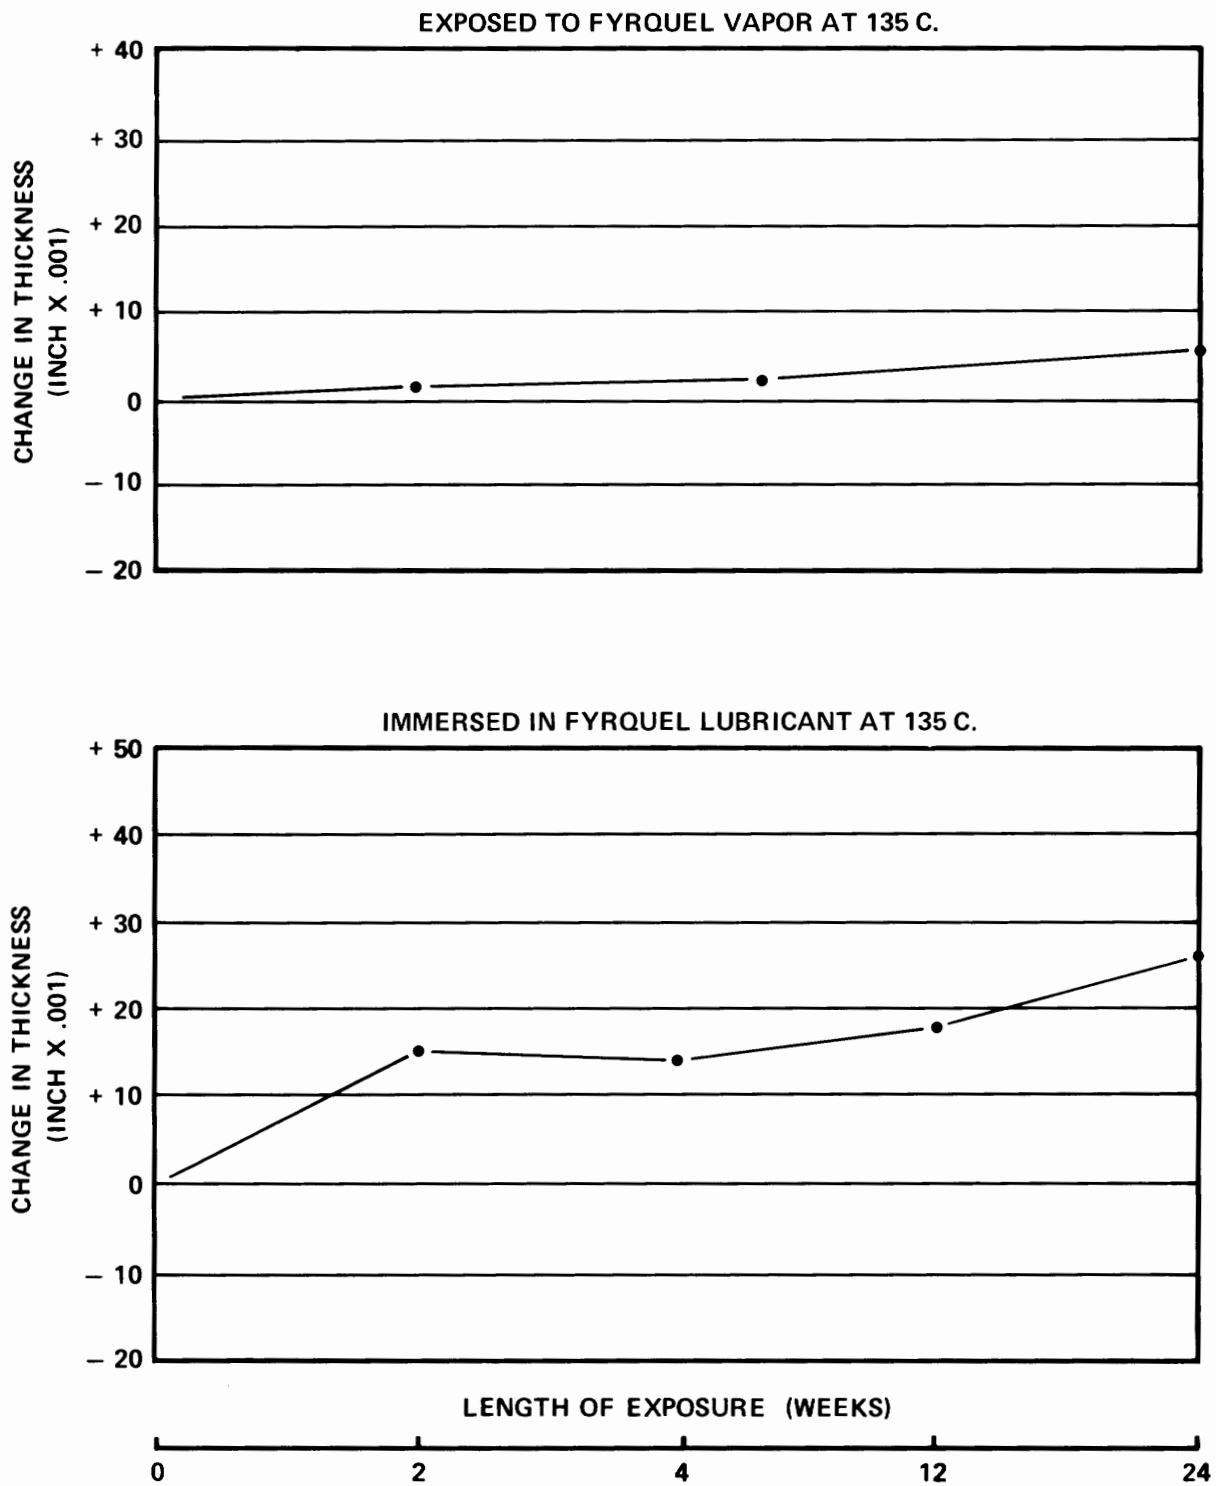 EXPOSED TO FYRQUEL VAPOR AT 135 C.
+ 40
+ 30
+ 20
+ 10
0
– 10
– 20
CHANGE IN THICKNESS
(INCH X .001)
IMMERSED IN FYRQUEL LUBRICANT AT 135 C.
+ 50
+ 40
+ 30
+ 20
+ 10
0
– 10
– 20
CHANGE IN THICKNESS
(INCH X .001)
LENGTH OF EXPOSURE (WEEKS)
0 2 4 12 24